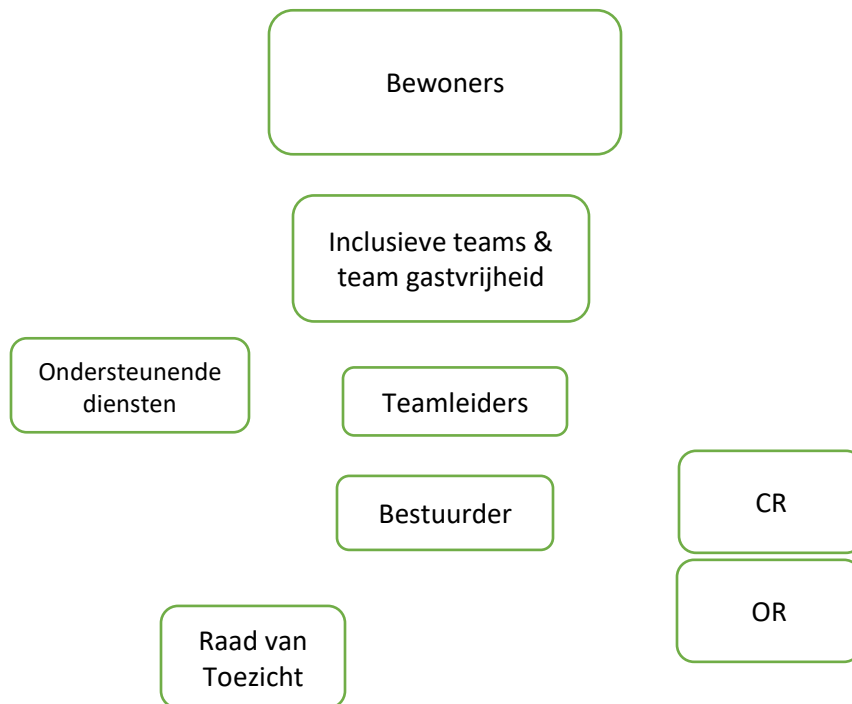 Bewoners
Inclusieve teams &
team gastvrijheid
Ondersteunende
diensten
Teamleiders
Bestuurder
CR
OR
Raad van
Toezicht